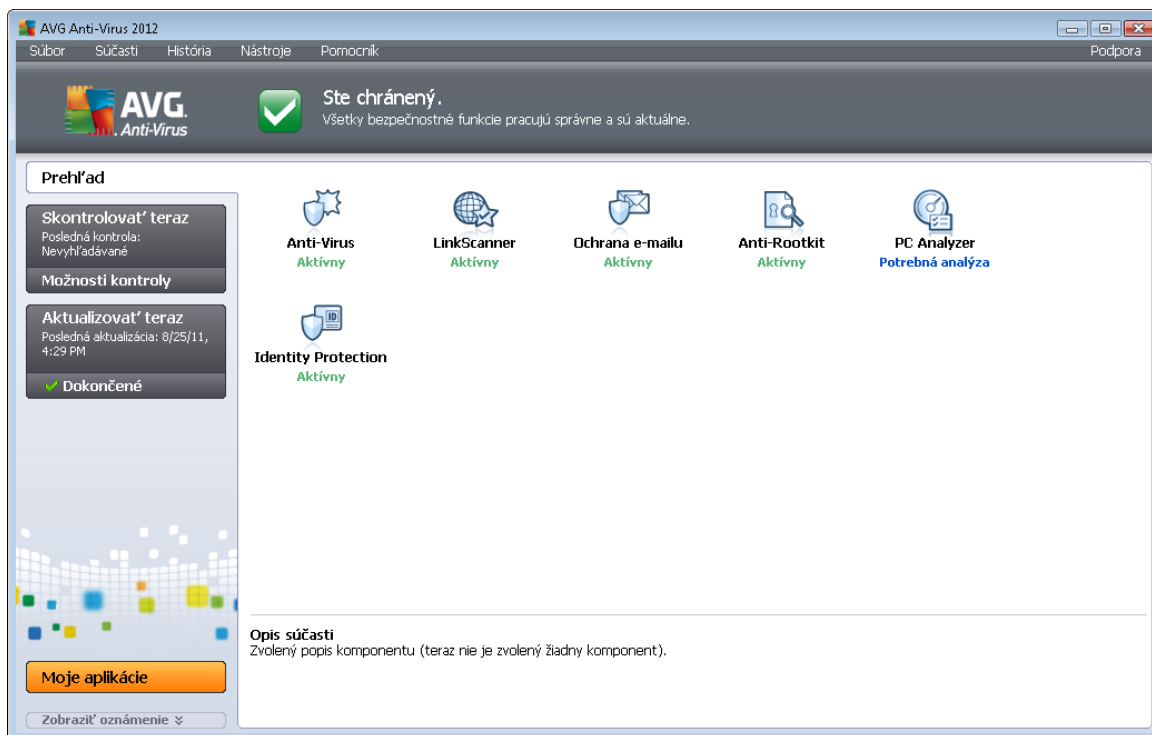 AVG Anti-Virus 2012
Súbor Súčasti História Nástroje Pomocník Podpora
AVG.
Anti-Virus
Ste chránený.
Všetky bezpečnostné funkcie pracujú správne a sú aktuálne.
Prehľad
Skontrolovať teraz
Posledná kontrola:
Nevyhľadávané
Možnosti kontroly
Aktualizovať teraz
Posledná aktualizácia: 8/25/11,
4:29 PM
Dokončené
Anti-Virus
Aktívny
LinkScanner
Aktívny
Ochrana e-mailu
Aktívny
Anti-Rootkit
Aktívny
PC Analyzer
Potrebná analýza
ID
Identity Protection
Aktívny
Opis súčasti
Zvolený popis komponentu (teraz nie je zvolený žiadny komponent).
Moje aplikácie
Zobraziť oznámenie